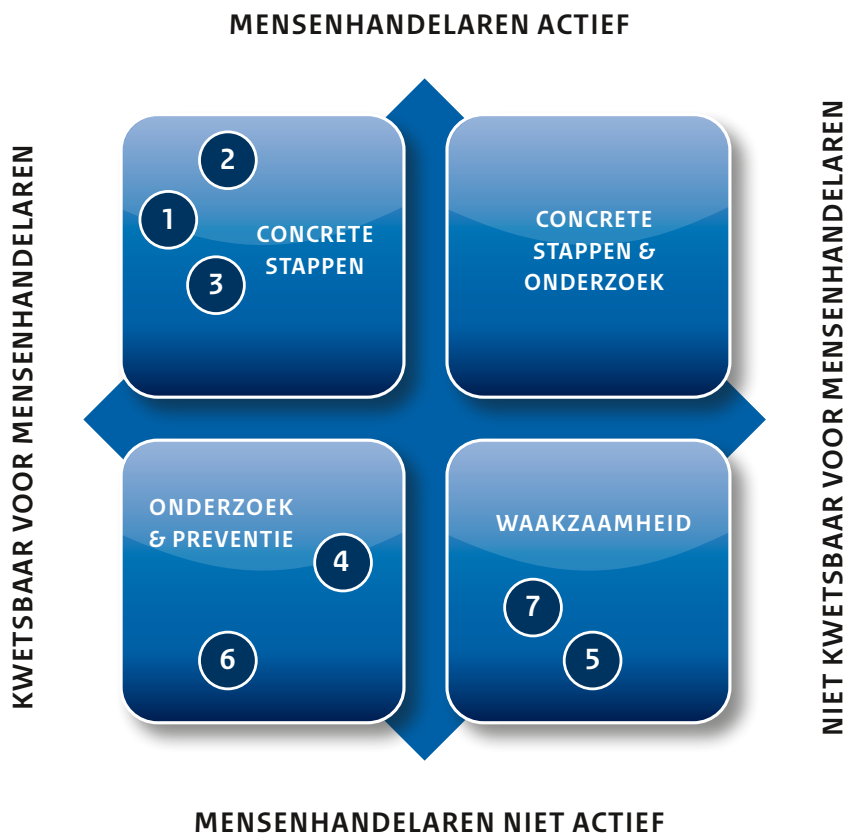 MENSENHANDELAREN ACTIEF
KWETSBAAR VOOR MENSENHANDELAREN
NIET KWETSBAAR VOOR MENSENHANDELAREN
2
1
CONCRETE
STAPPEN
3
CONCRETE
STAPPEN &
ONDERZOEK
ONDERZOEK
& PREVENTIE
4
6
WAAKZAAMHEID
7
5
MENSENHANDELAREN NIET ACTIEF